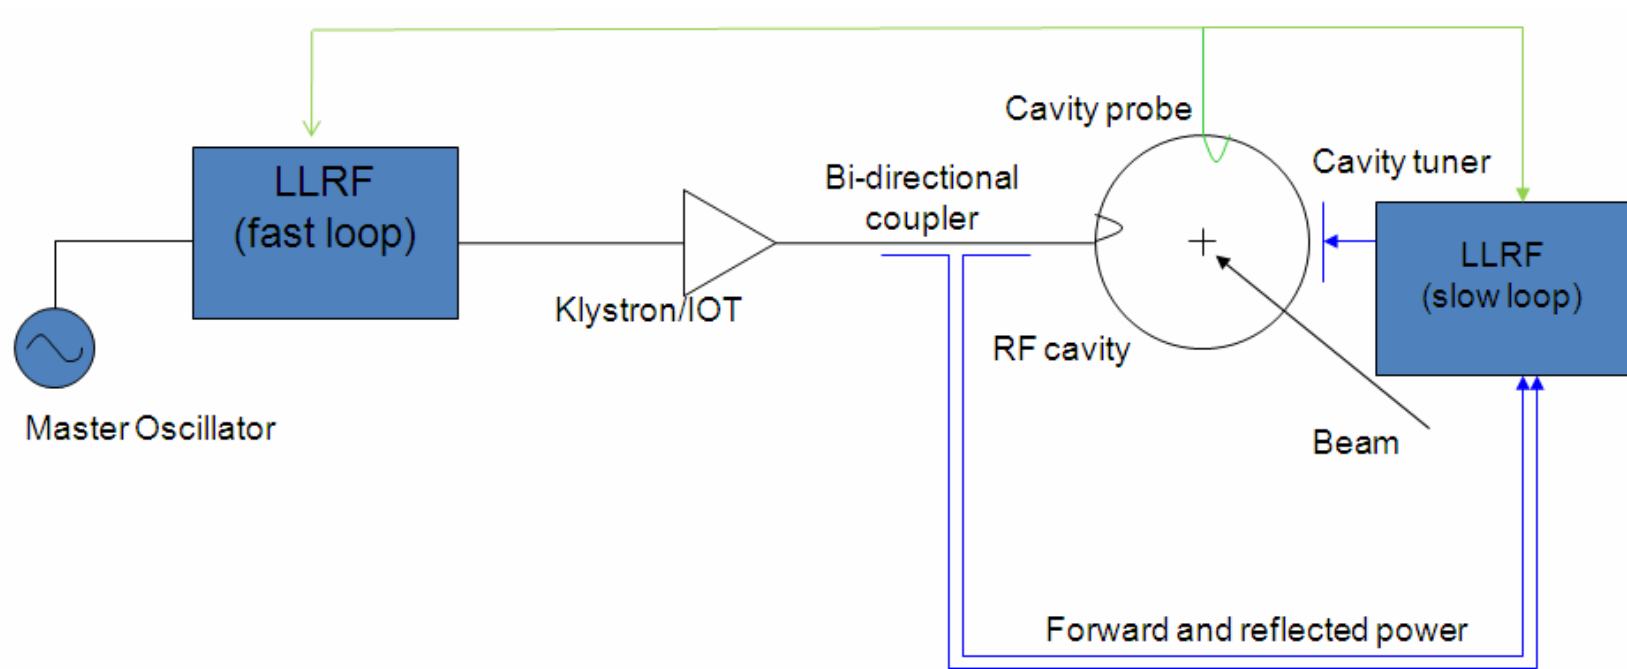 Cavity probe
LLRF
(fast loop)
Bi-directional
coupler
Cavity tuner
LLRF
(slow loop)
Klystron/IOT
RF cavity
Master Oscillator
Beam
Forward and reflected power